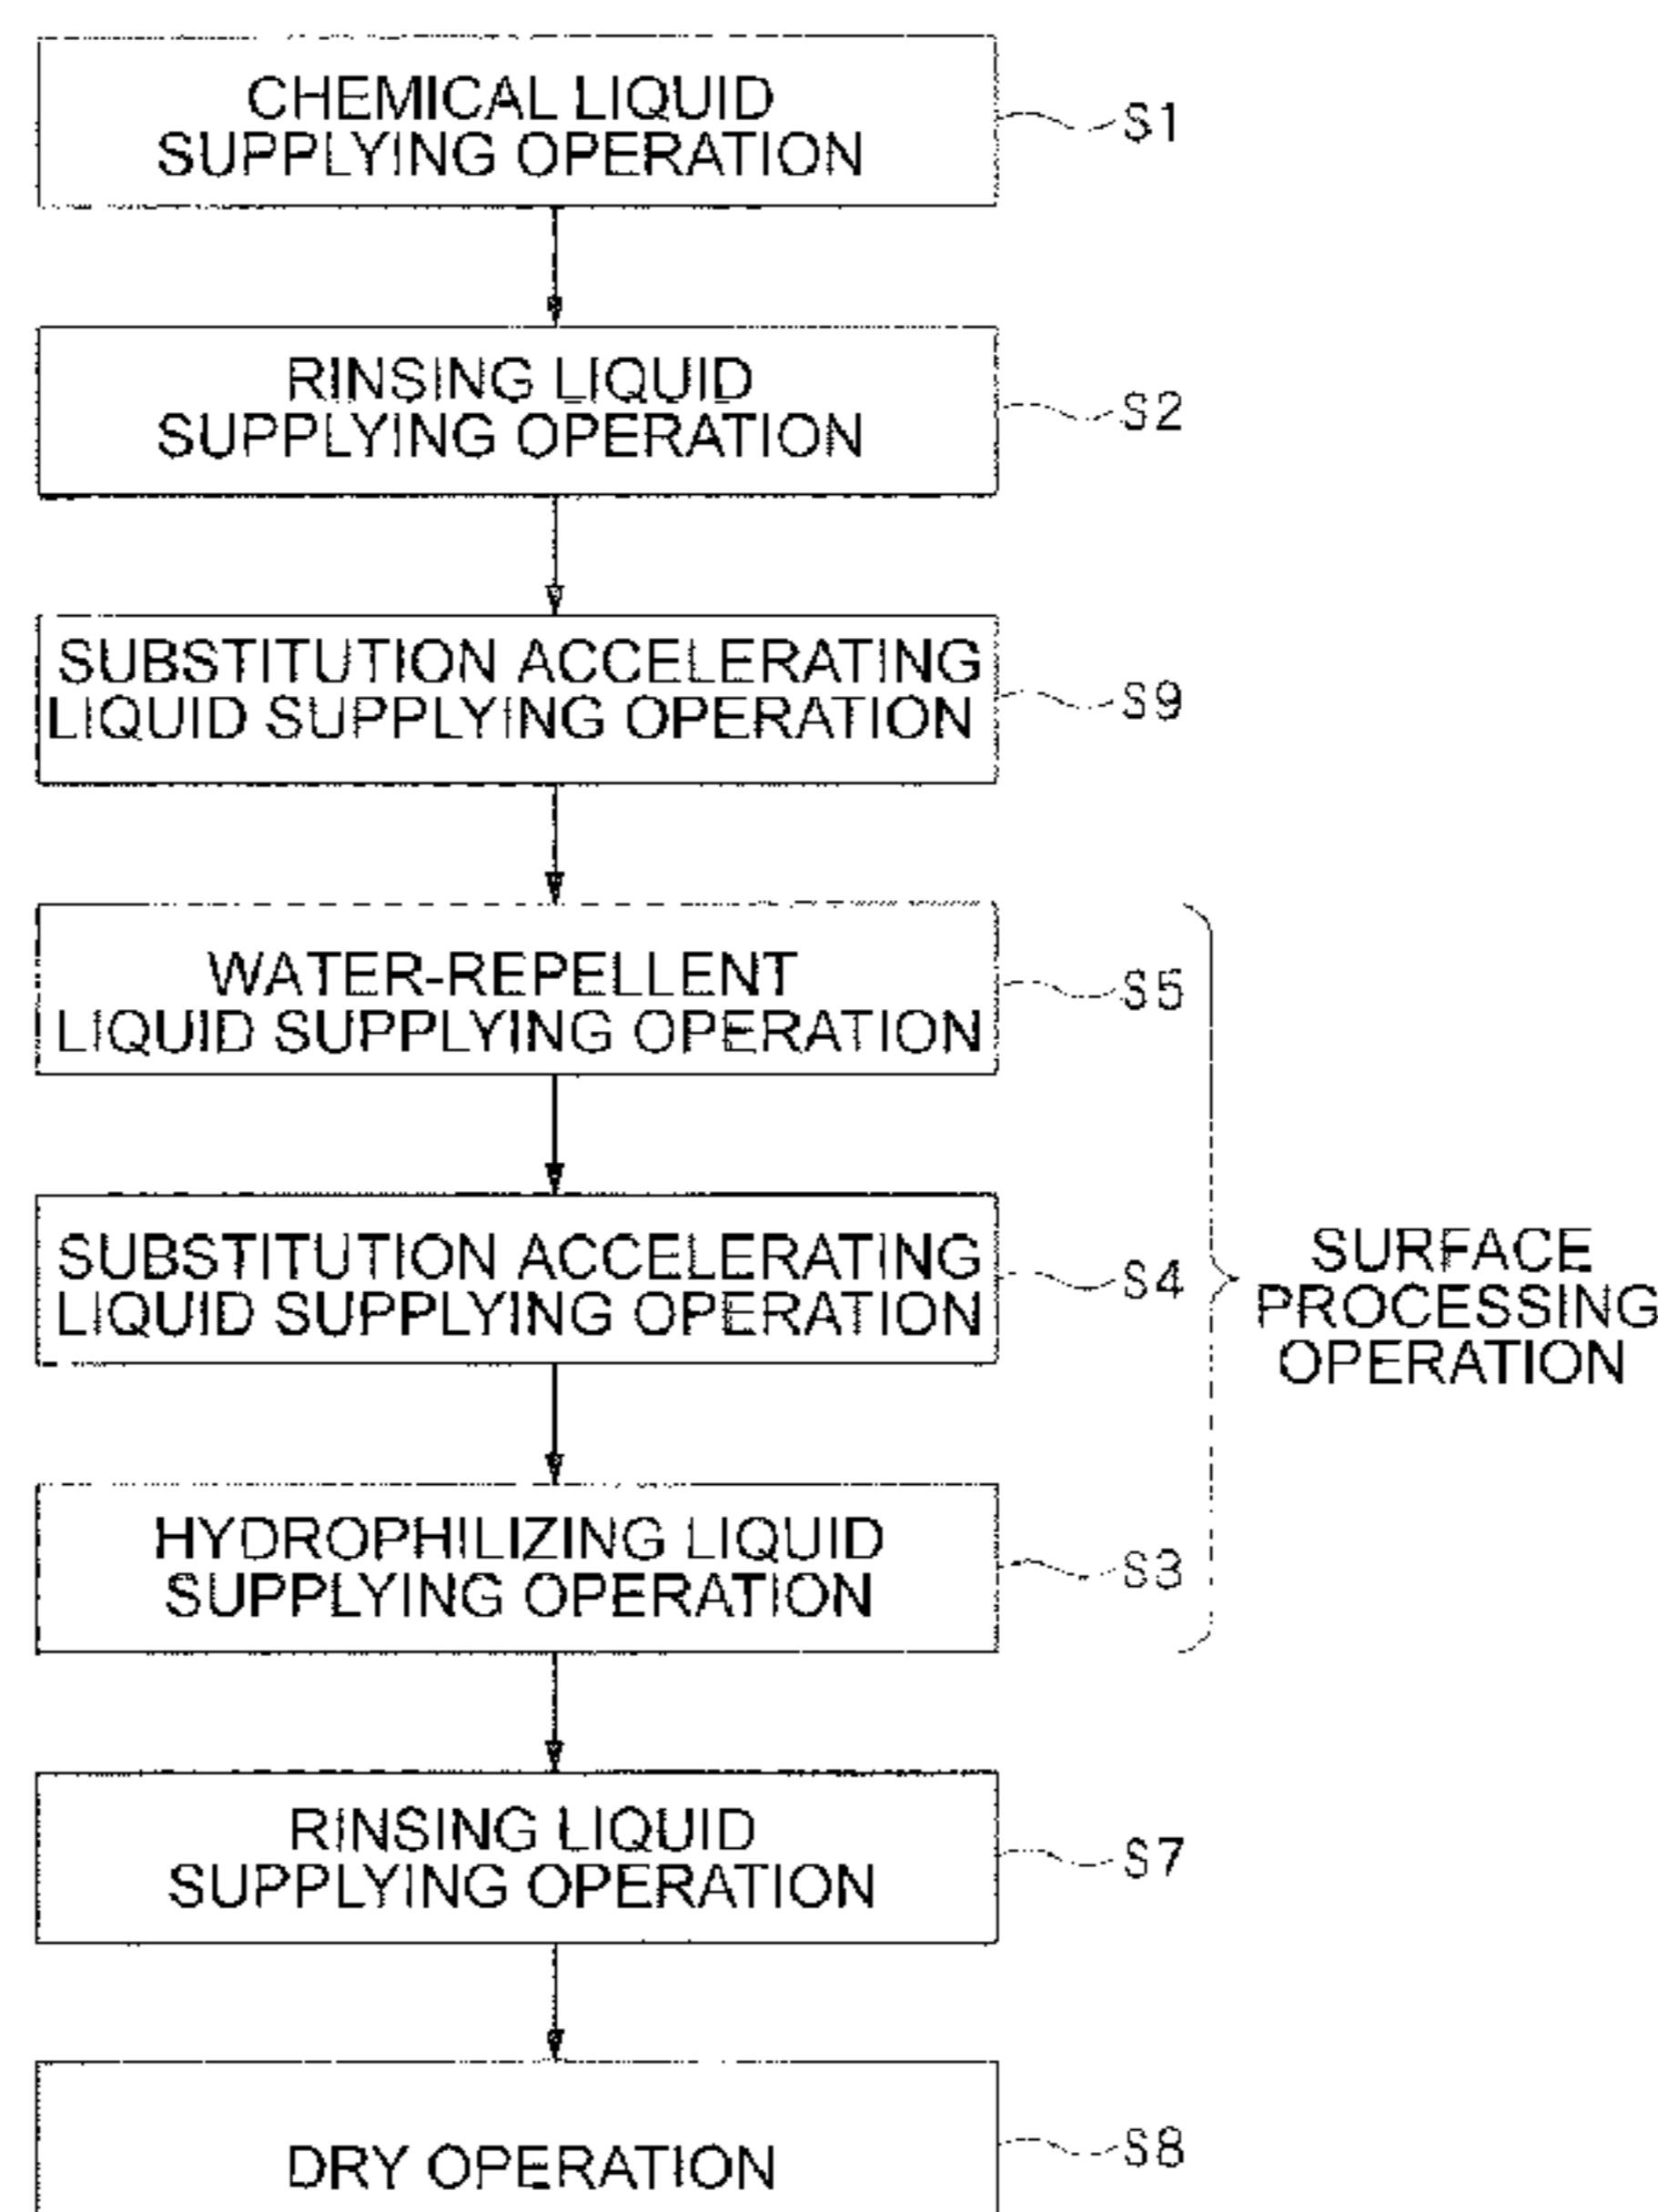 CHEMICAL LIQUID
SUPPLYING OPERATION
S1
RINSING LIQUID
SUPPLYING OPERATION
S2
SUBSTITUTION ACCELERATING
LIQUID SUPPLYING OPERATION
S9
WATER-REPELLENT
LIQUID SUPPLYING OPERATION
S5
SUBSTITUTION ACCELERATING
LIQUID SUPPLYING OPERATION
S4
SURFACE
PROCESSING
OPERATION
HYDROPHILIZING LIQUID
SUPPLYING OPERATION
S3
RINSING LIQUID
SUPPLYING OPERATION
S7
DRY OPERATION
S8